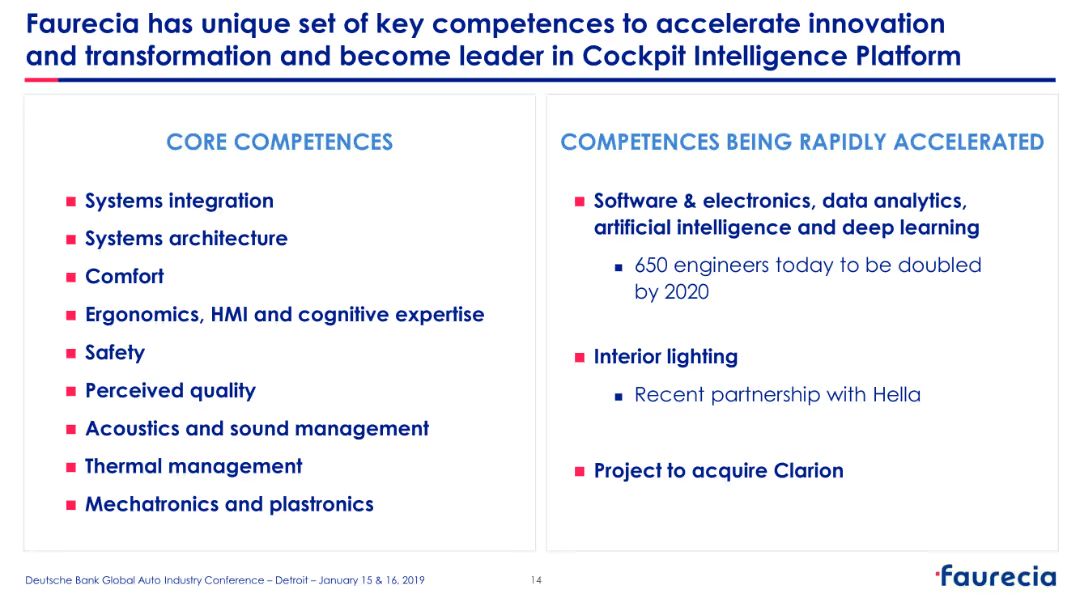 Faurecia has unique set of key competences to accelerate innovation
and transformation and become leader in Cockpit Intelligence Platform
CORE COMPETENCES
Systems integration
Systems architecture
Comfort
Ergonomics, HMI and cognitive expertise
Safety
Perceived quality
Acoustics and sound management
Thermal management
Mechatronics and plastronics
COMPETENCES BEING RAPIDLY ACCELERATED
Software & electronics, data analytics,
artificial intelligence and deep learning
650 engineers today to be doubled
by 2020
Interior lighting
Recent partnership with Hella
Project to acquire Clarion
Deutsche Bank Global Auto Industry Conference – Detroit – January 15 & 16, 2019
14
faurecia